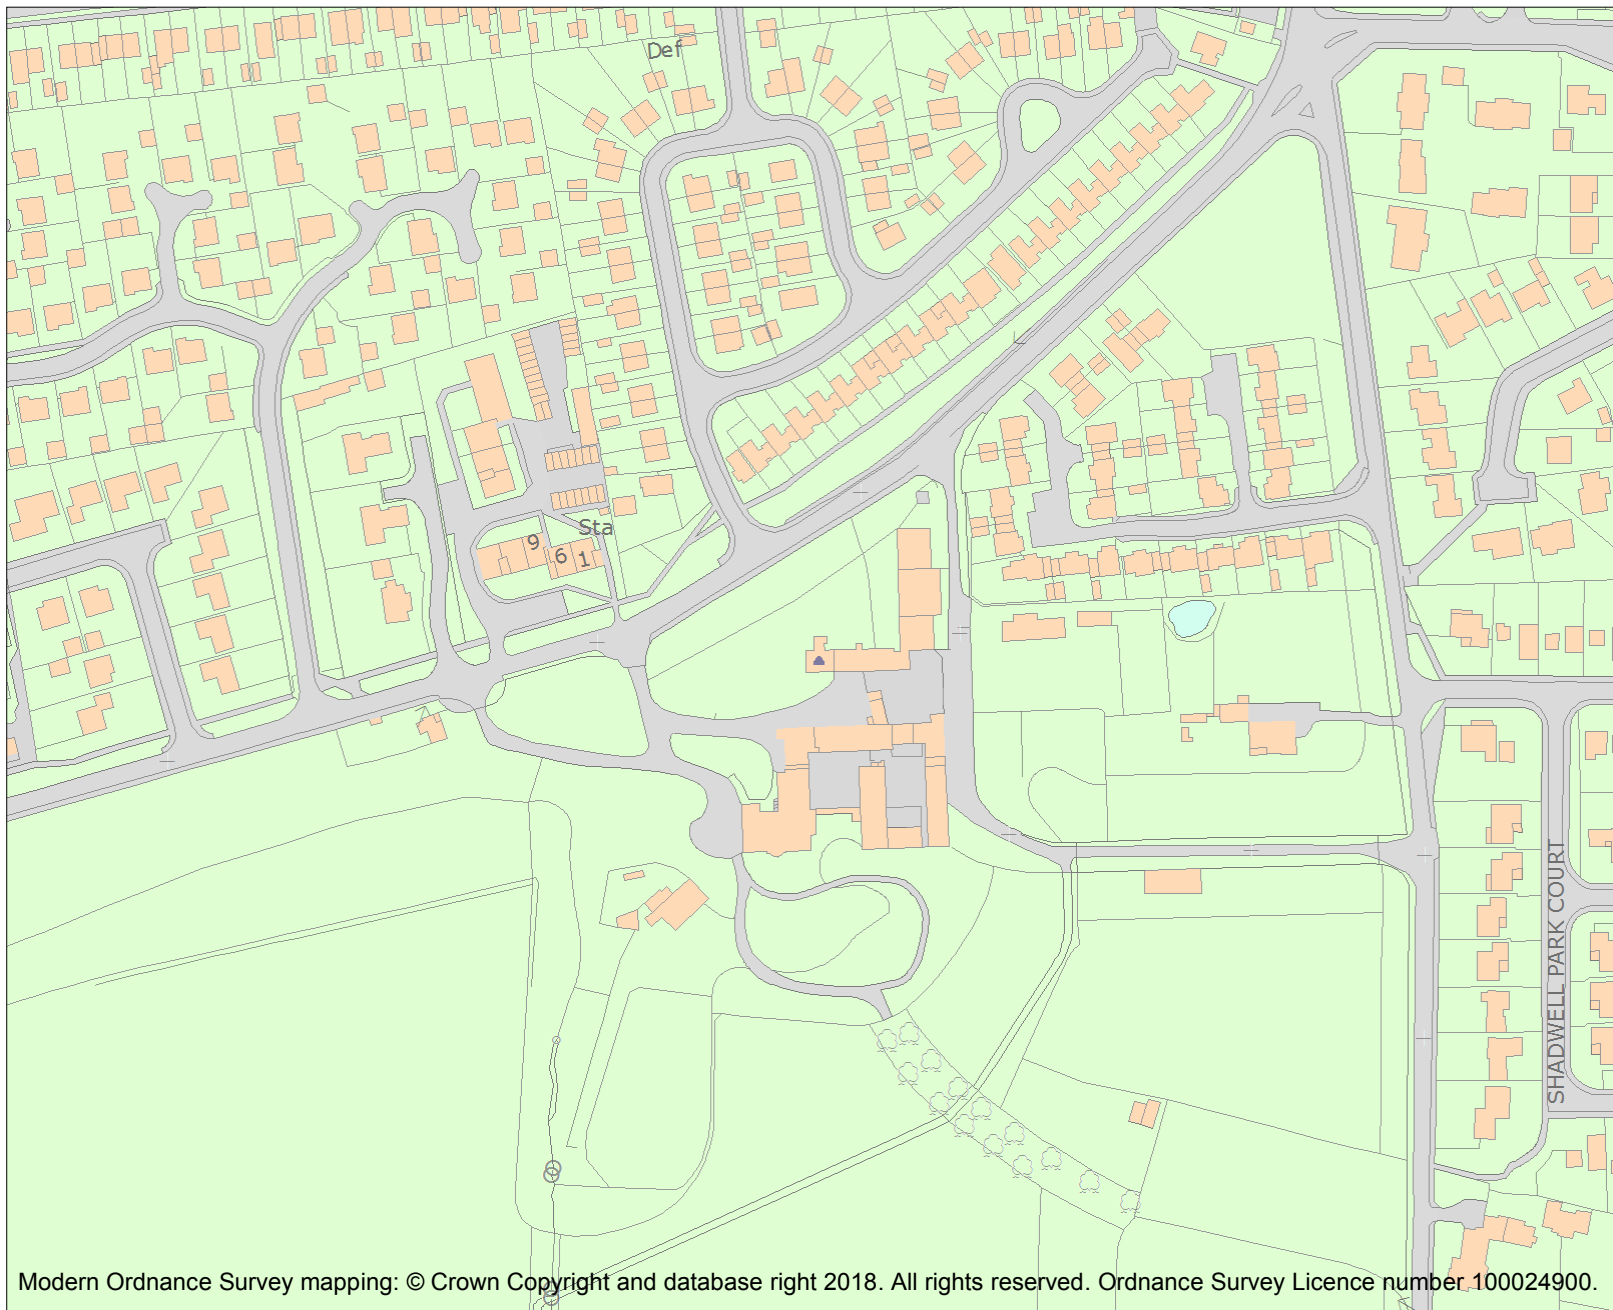 Def
Sta
9
6
1
SHADWELL PARK COURT
Modern Ordnance Survey mapping: © Crown Copyright and database right 2018. All rights reserved. Ordnance Survey Licence number 100024900.